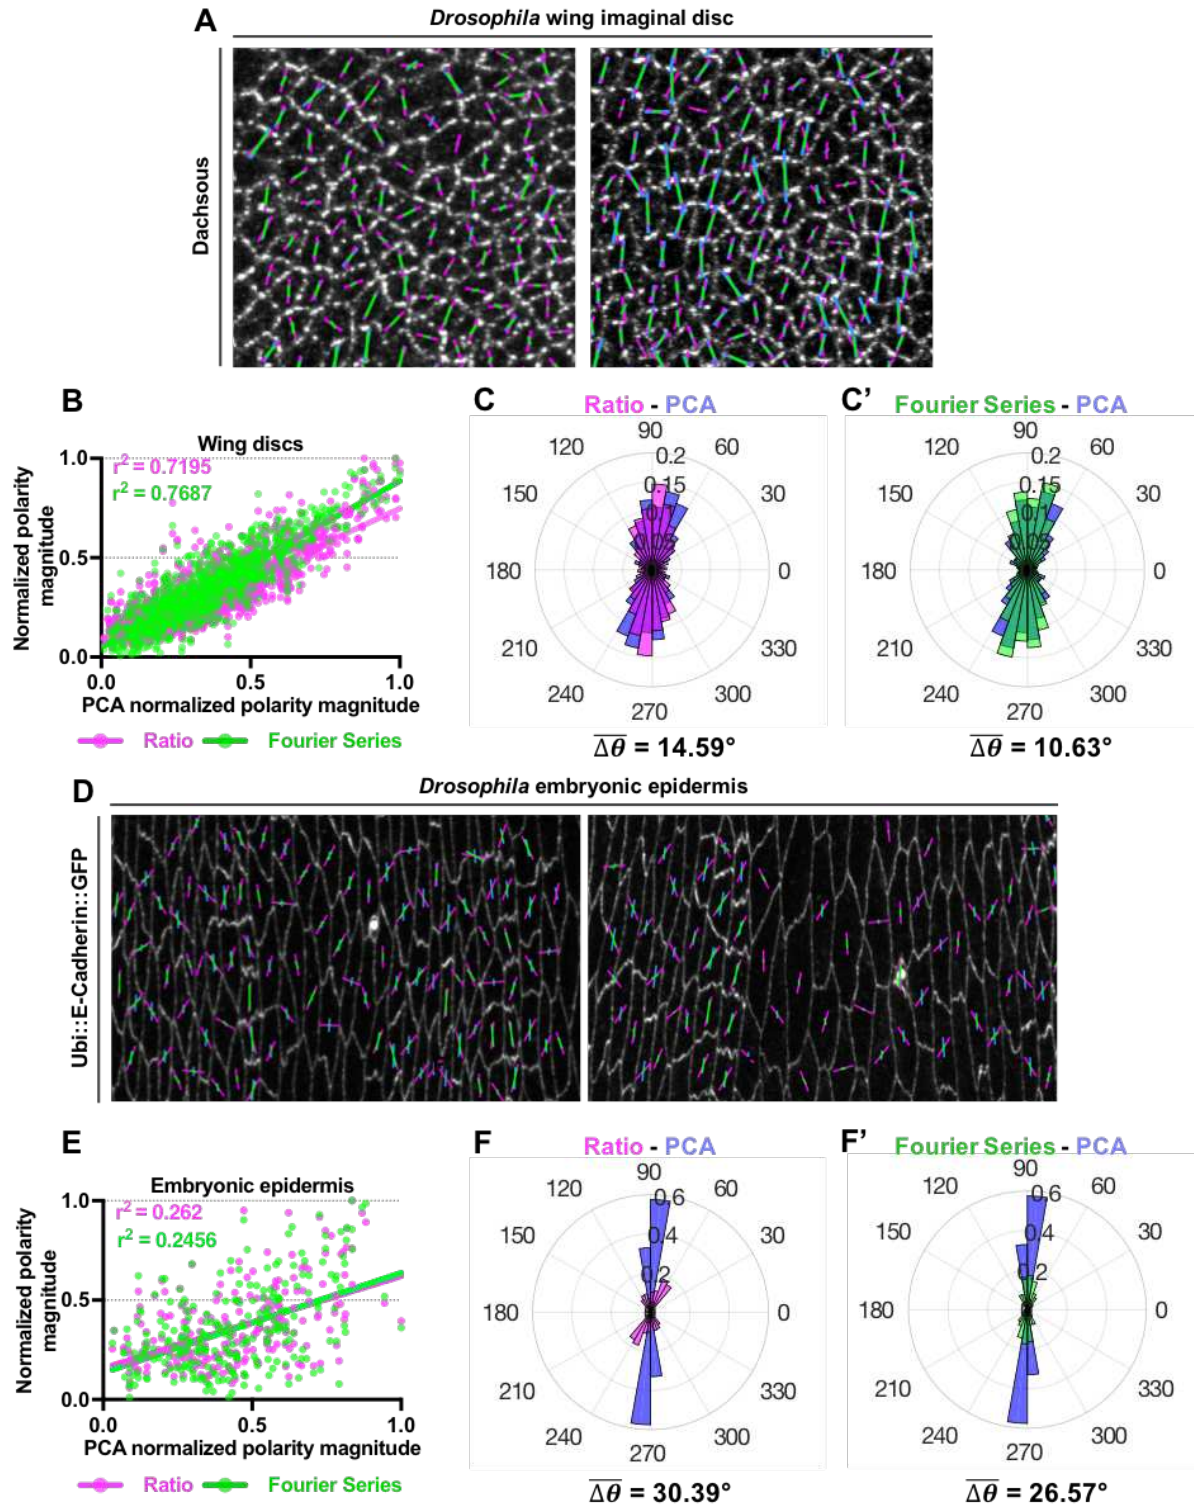 A
Drosophila wing imaginal disc
Dachsous
B
Wing discs
r² = 0.7195
r² = 0.7687
Normalized polarity
magnitude
1.0
0.5
0.0
0.0 0.5 1.0
PCA normalized polarity magnitude
Ratio Fourier Series
C
Ratio - PCA
90
120 60
0.2
150 0.15 30
0.1
0.05
180 0
210 330
240 300
270
Δθ = 14.59°
C'
Fourier Series - PCA
90
120 60
0.2
150 0.15 30
0.1
0.05
180 0
210 330
240 300
270
Δθ = 10.63°
D
Drosophila embryonic epidermis
Ubi::E-Cadherin::GFP
E
Embryonic epidermis
r² = 0.262
r² = 0.2456
Normalized polarity
magnitude
1.0
0.5
0.0
0.0 0.5 1.0
PCA normalized polarity magnitude
Ratio Fourier Series
F
Ratio - PCA
90
120 0.6 60
150 0.4 30
0.2
180 0
210 330
240 300
270
Δθ = 30.39°
F'
Fourier Series - PCA
90
120 0.6 60
150 0.4 30
0.2
180 0
210 330
240 300
270
Δθ = 26.57°